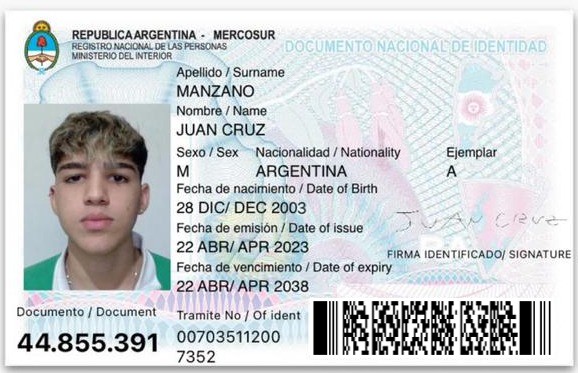 REPUBLICA ARGENTINA - MERCOSUR
REGISTRO NACIONAL DE LAS PERSONAS
MINISTERIO DEL INTERIOR
DOCUMENTO NACIONAL DE IDENTIDAD
Apellido / Surname
MANZANO
Nombre / Name
JUAN CRUZ
Sexo / Sex Nacionalidad / Nationality Ejemplar
M ARGENTINA A
Fecha de nacimiento / Date of Birth
28 DIC/ DEC 2003
Fecha de emisión / Date of issue
22 ABR/ APR 2023
JUAN CRUZ
FIRMA IDENTIFICADO/ SIGNATURE
Fecha de vencimiento / Date of expiry
22 ABR/ APR 2038
Documento / Document
44.855.391
Tramite No / Of ident
00703511200
7352